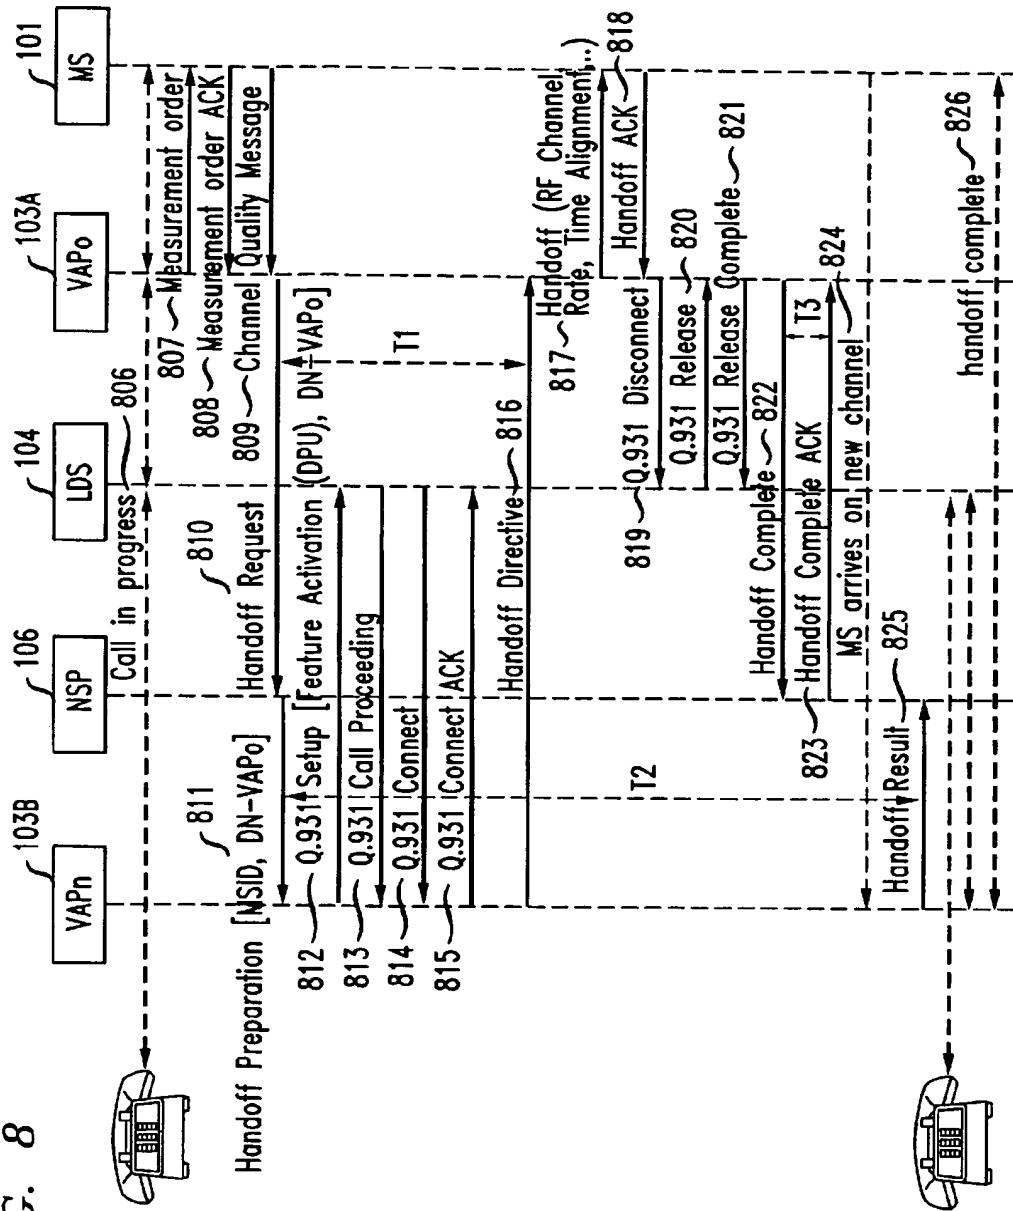 G. 8
VAPn
103B
NSP
106
LDS
104
VAPo
103A
MS
101
Call in progress
806
807
Measurement order
808
Measurement order ACK
809
Channel Quality Message
810
Handoff Request
811
Handoff Preparation [MSID, DN-VAPo]
812
Q.931 Setup [Feature Activation (DPU), DN-VAPo]
813
Q.931 Call Proceeding
814
Q.931 Connect
815
Q.931 Connect ACK
T1
Handoff Directive
816
817
Handoff (RF Channel,
Rate, Time Alignment,..)
Handoff ACK
818
819
Q.931 Disconnect
Q.931 Release
820
Q.931 Release Complete
821
Handoff Complete
822
T3
823
Handoff Complete ACK
T2
MS arrives on new channel
824
Handoff Result
825
handoff complete
826